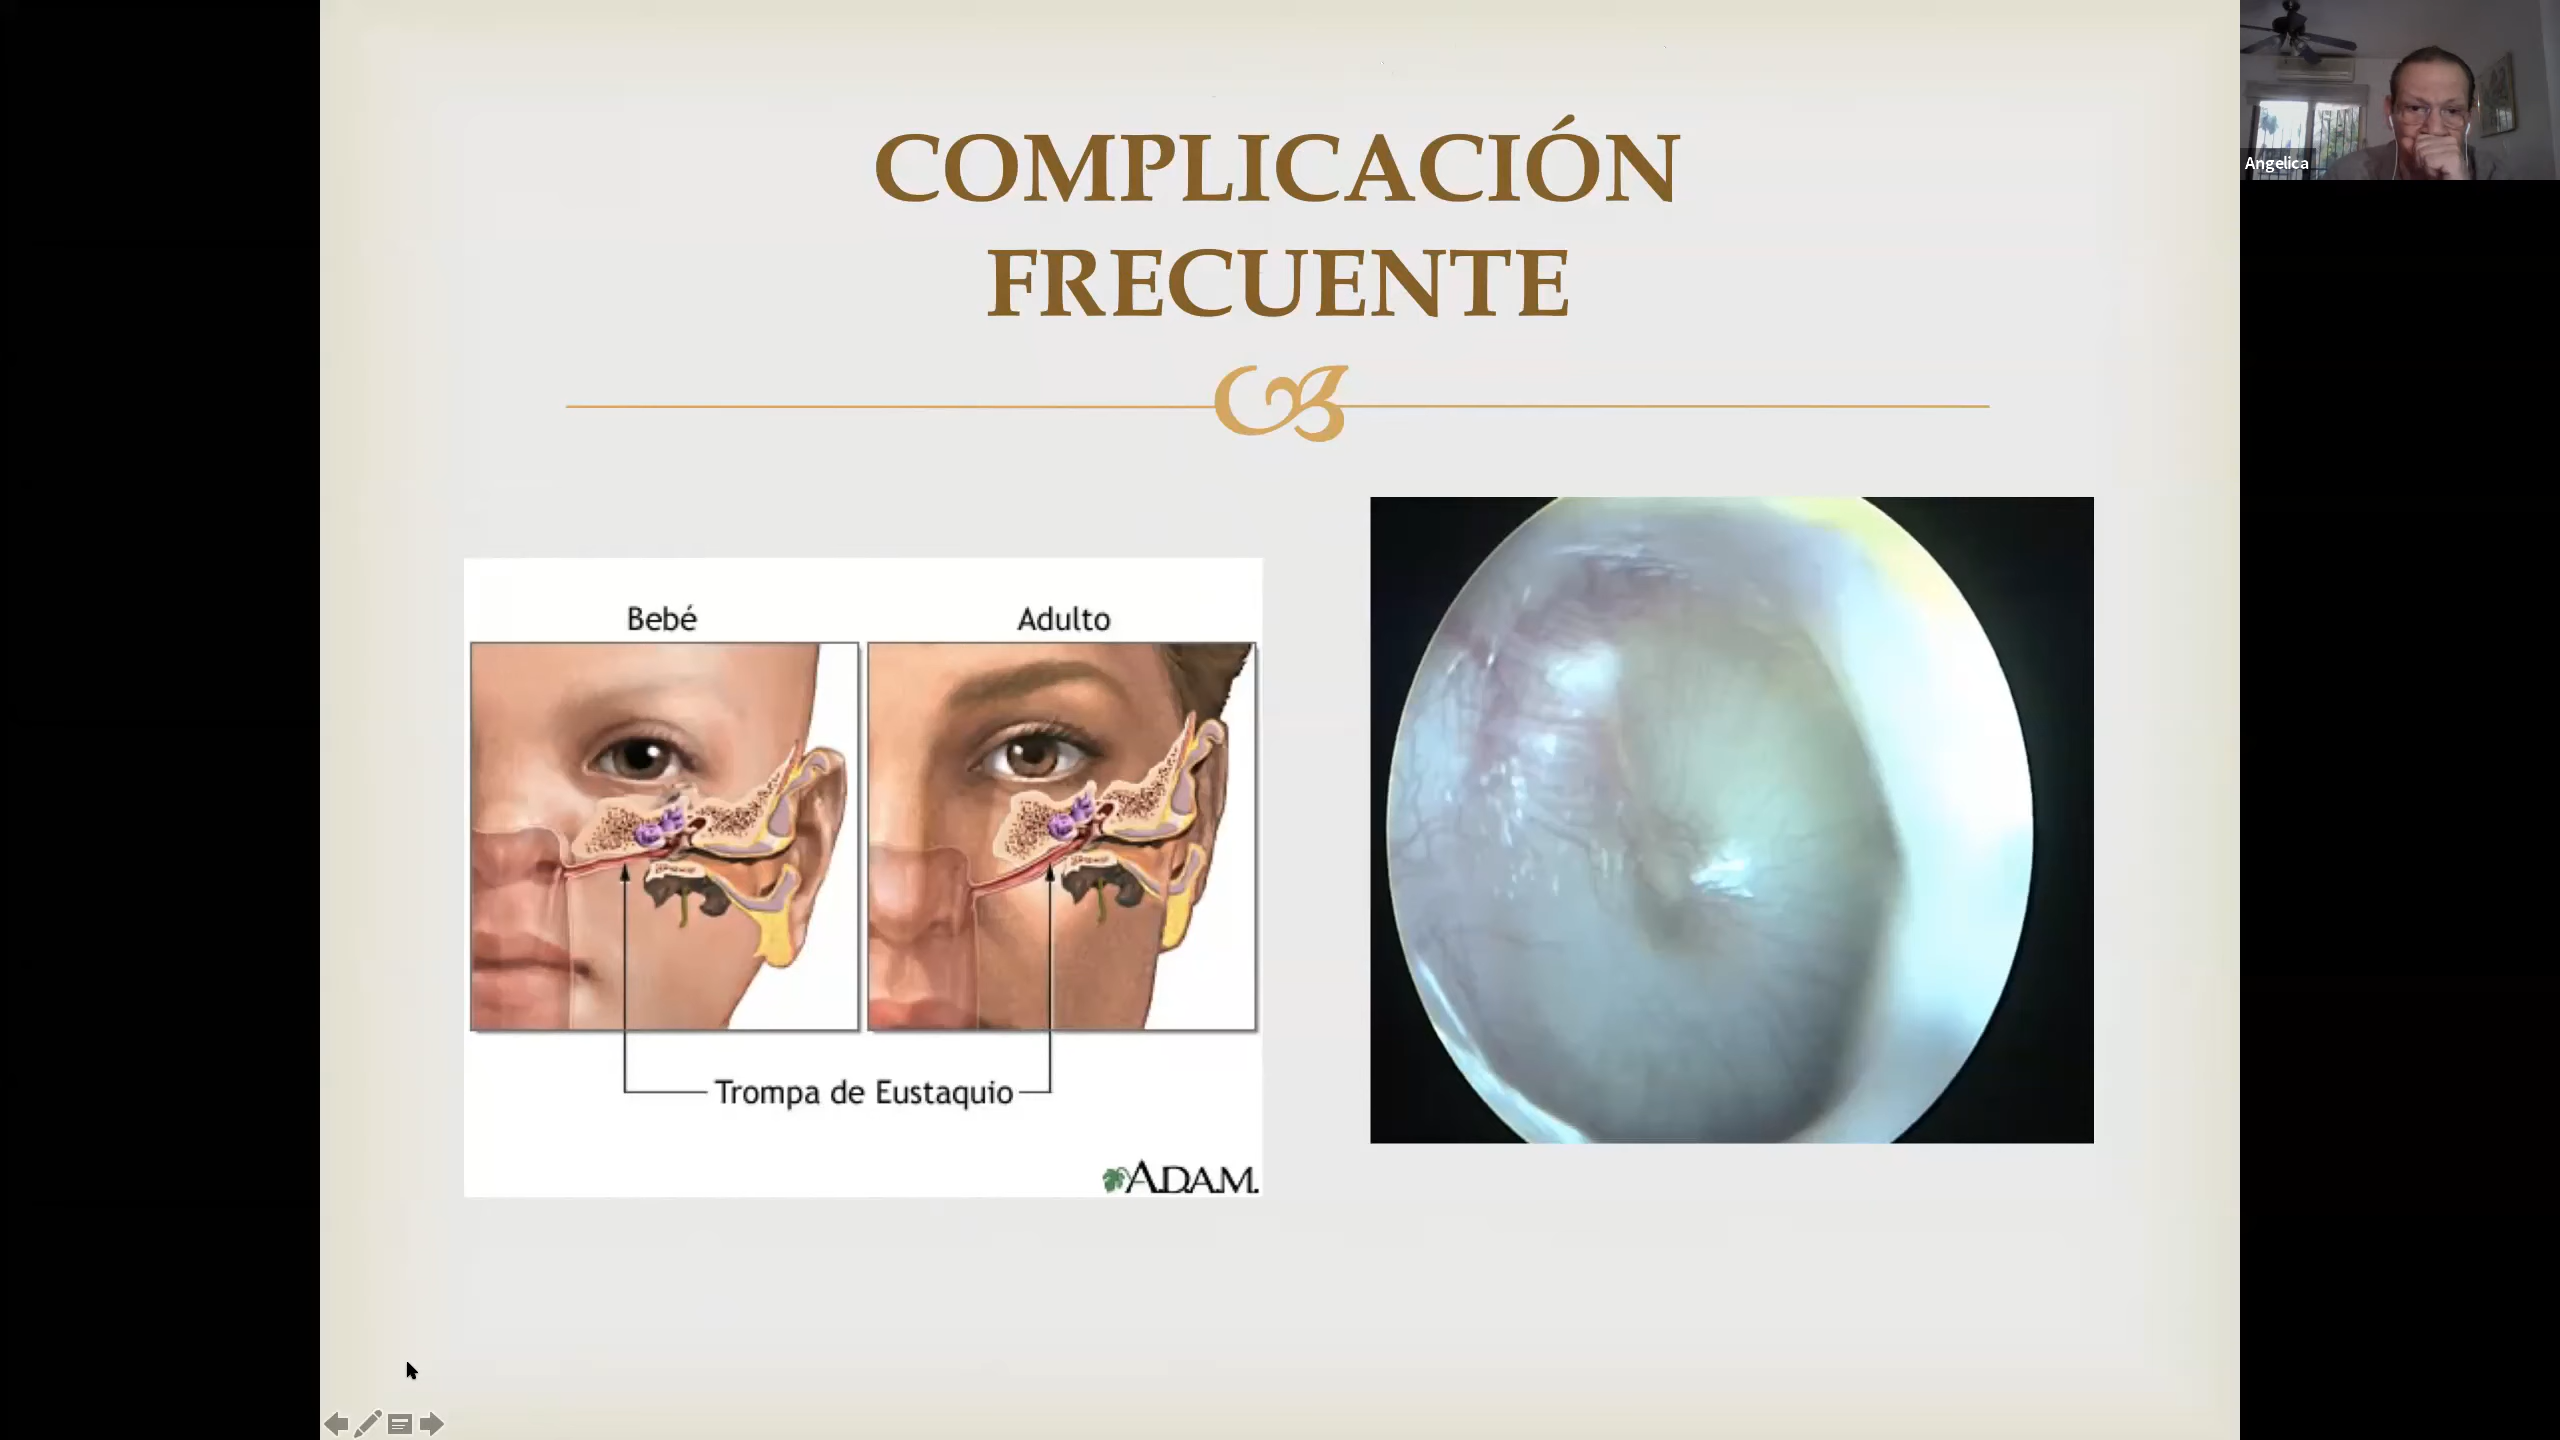 COMPLICACIÓN
FRECUENTE
Angelica
Bebé
Adulto
Trompa de Eustaquio
A.D.A.M.